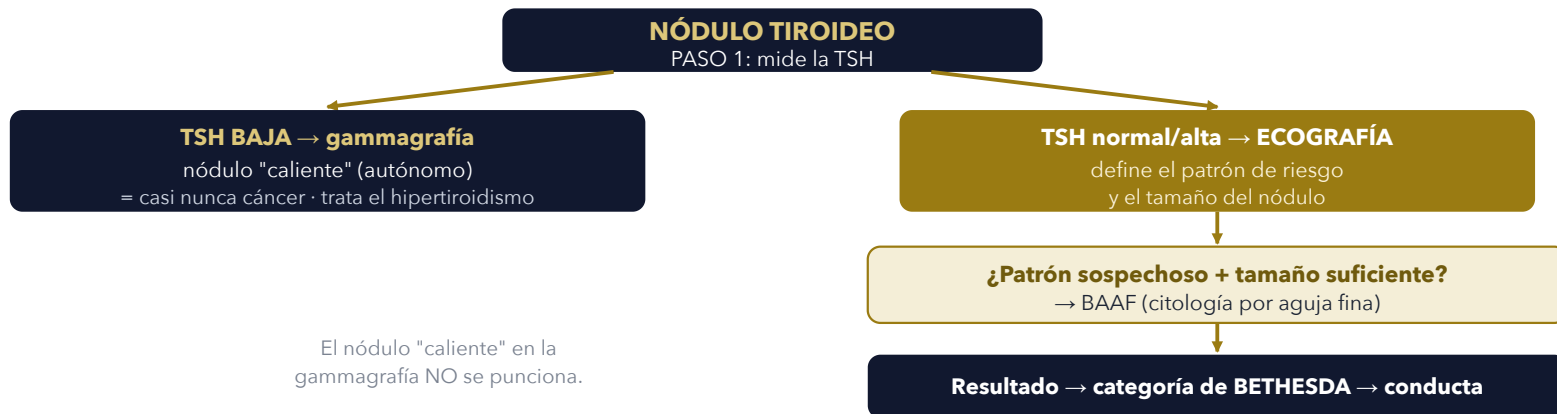 NÓDULO TIROIDEO
PASO 1: mide la TSH
TSH BAJA → gammagrafía
nódulo "caliente" (autónomo)
= casi nunca cáncer · trata el hipertiroidismo
TSH normal/alta → ECOGRAFÍA
define el patrón de riesgo
y el tamaño del nódulo
¿Patrón sospechoso + tamaño suficiente?
→ BAAF (citología por aguja fina)
El nódulo "caliente" en la
gammagrafía NO se punciona.
Resultado → categoría de BETHESDA → conducta